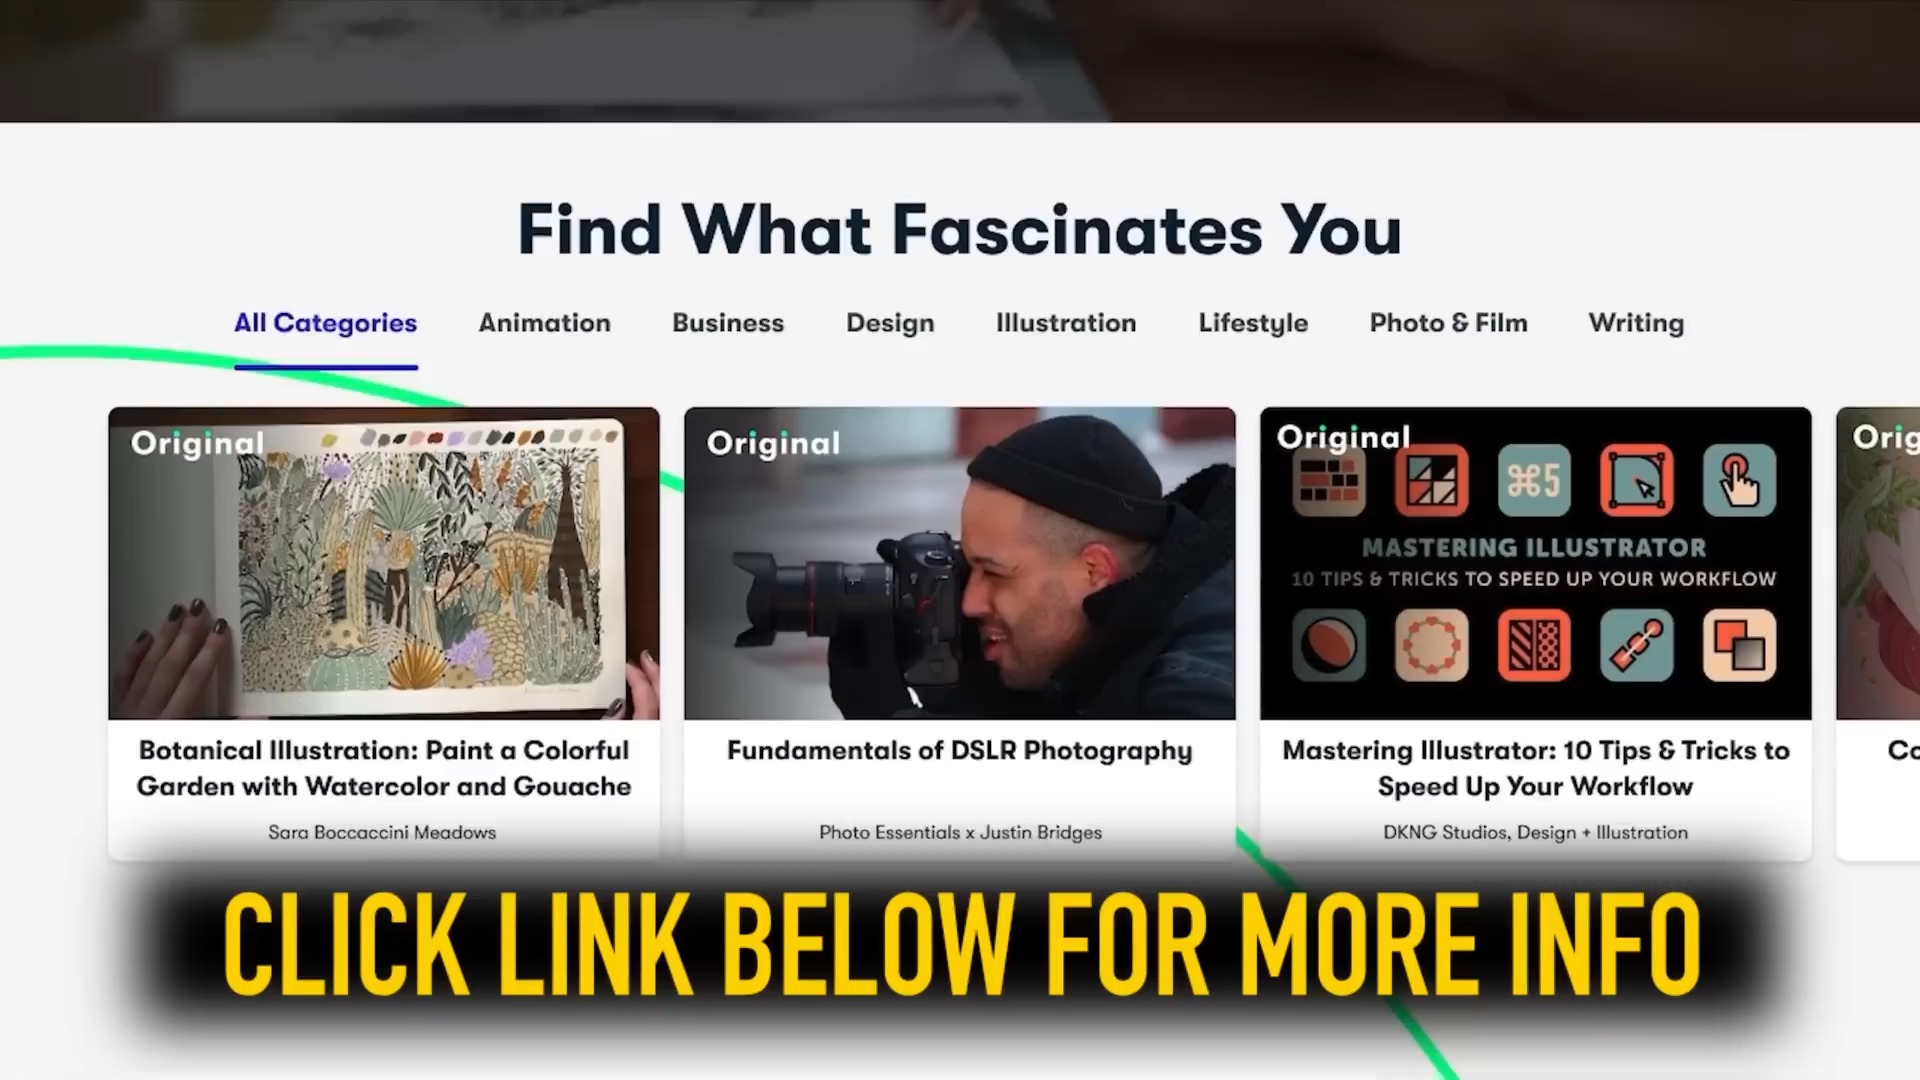 Find What Fascinates You
All Categories Animation Business Design Illustration Lifestyle Photo & Film Writing
Original
Original
Original
⌘5
MASTERING ILLUSTRATOR
10 TIPS & TRICKS TO SPEED UP YOUR WORKFLOW
Botanical Illustration: Paint a Colorful
Garden with Watercolor and Gouache
Sara Boccaccini Meadows
Fundamentals of DSLR Photography
Photo Essentials x Justin Bridges
Mastering Illustrator: 10 Tips & Tricks to
Speed Up Your Workflow
DKNG Studios, Design + Illustration
CLICK LINK BELOW FOR MORE INFO